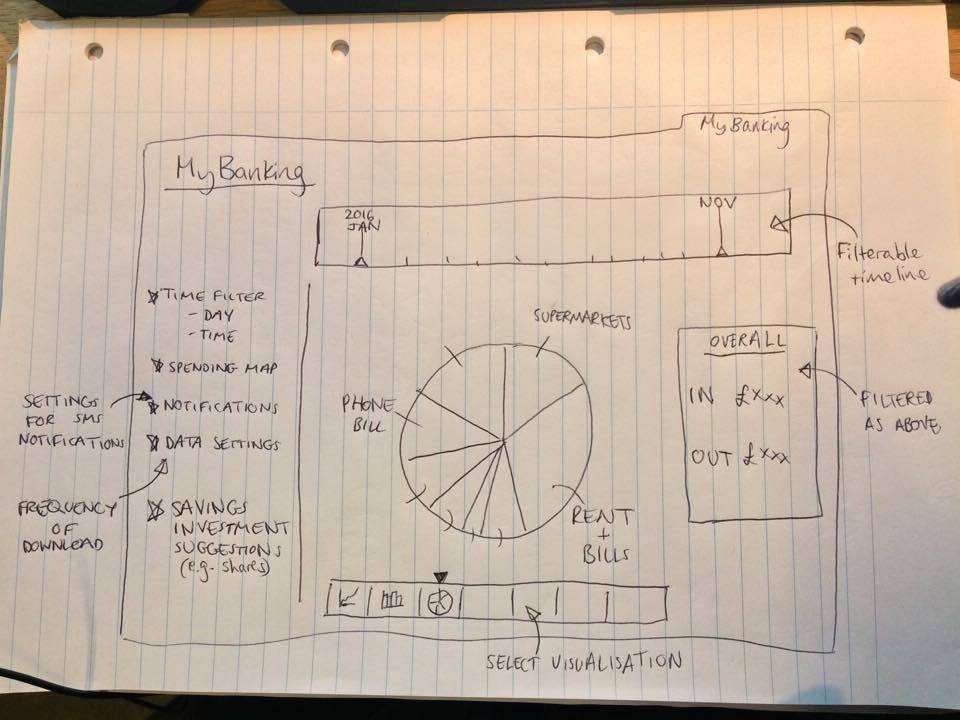 MyBanking
MyBanking
2016
JAN
NOV
Filterable
timeline
TIME FILTER
- DAY
- TIME
SPENDING MAP
NOTIFICATIONS
DATA SETTINGS
SAVINGS
INVESTMENT
SUGGESTIONS
(e.g. shares)
SETTINGS
FOR SMS
NOTIFICATIONS
FREQUENCY
OF
DOWNLOAD
SUPERMARKETS
PHONE
BILL
RENT
+
BILLS
OVERALL
IN £xxx
OUT £xxx
FILTERED
AS ABOVE
SELECT VISUALISATION